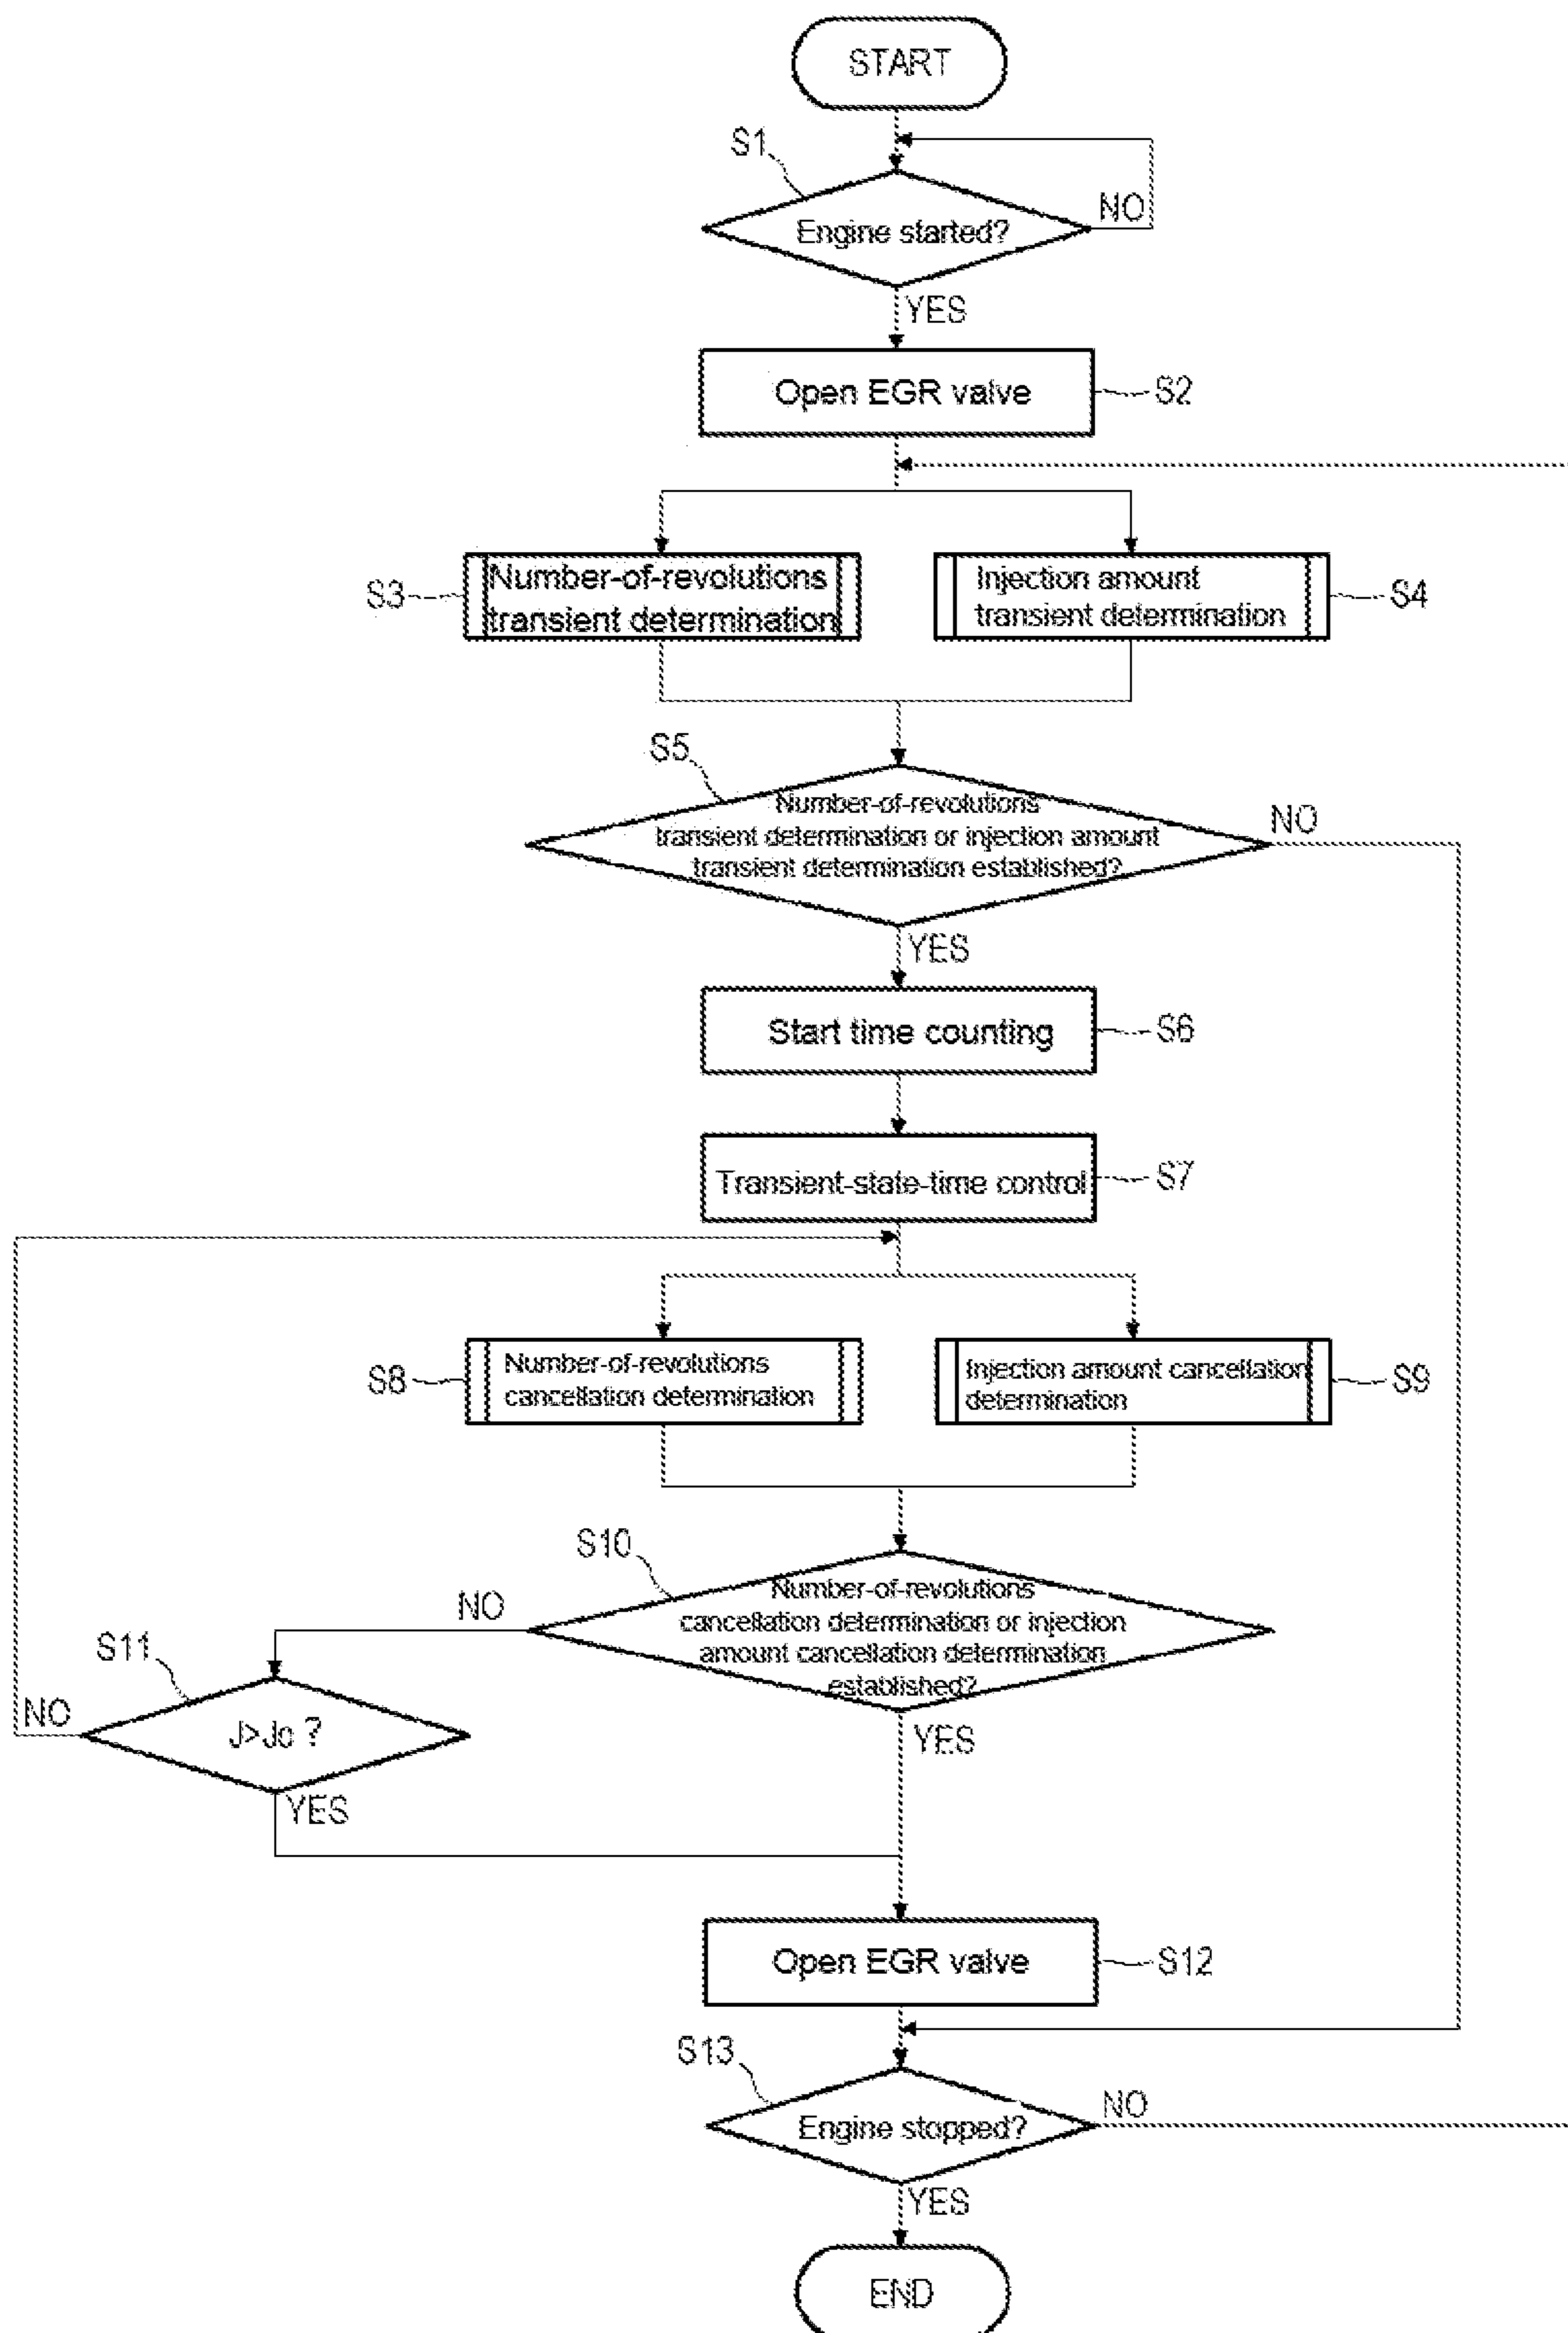 START
S1
Engine started?
NO
YES
Open EGR valve
S2
S3
Number-of-revolutions
transient determination
Injection amount
transient determination
S4
S5
Number-of-revolutions
transient determination or injection amount
transient determination established?
NO
YES
Start time counting
S6
Transient-state-time control
S7
S8
Number-of-revolutions
cancellation determination
Injection amount cancellation
determination
S9
S10
Number-of-revolutions
cancellation determination or injection
amount cancellation determination
established?
NO
YES
S11
J>Jo ?
NO
YES
Open EGR valve
S12
S13
Engine stopped?
NO
YES
END